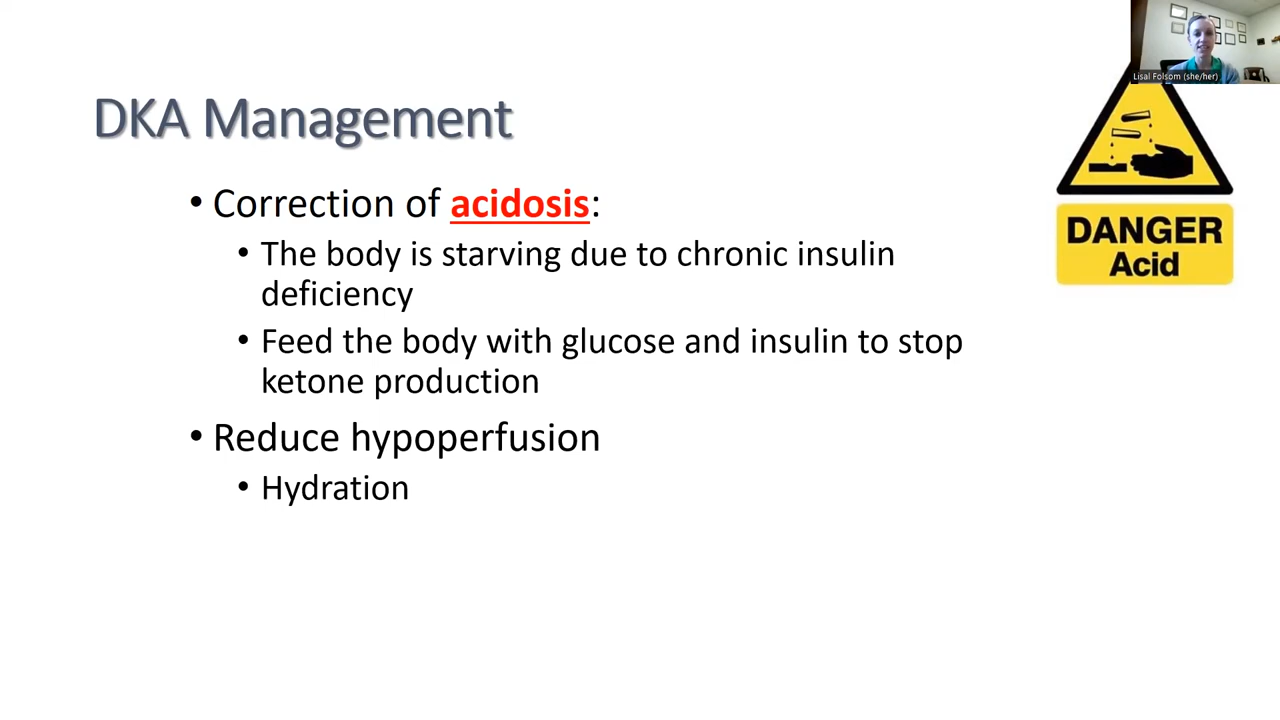 Lisal Folsom (she/her)
DKA Management
• Correction of acidosis:
• The body is starving due to chronic insulin
deficiency
• Feed the body with glucose and insulin to stop
ketone production
• Reduce hypoperfusion
• Hydration
DANGER
Acid